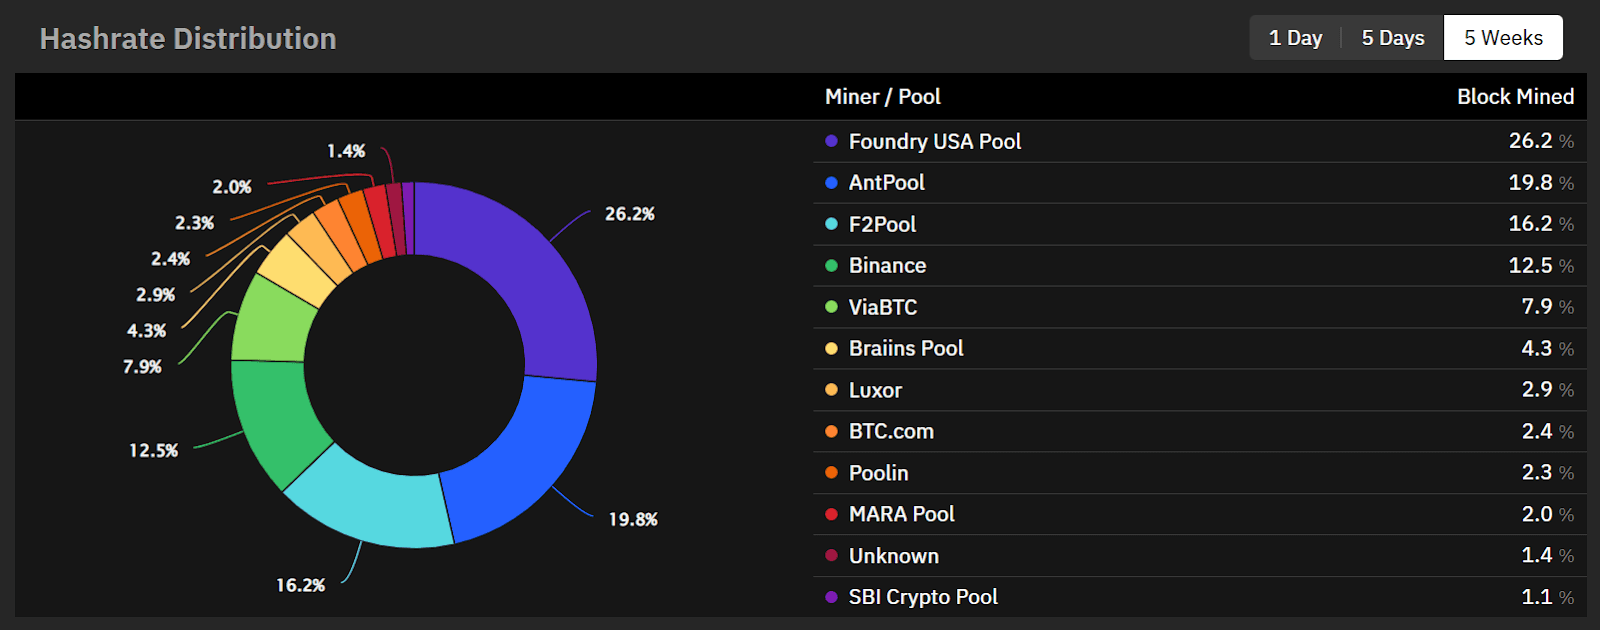 Hashrate Distribution
1 Day
5 Days
5 Weeks
Miner / Pool
Block Mined
1.4%
2.0%
2.3%
2.4%
2.9%
4.3%
7.9%
12.5%
16.2%
26.2%
19.8%
Foundry USA Pool 26.2 %
AntPool 19.8 %
F2Pool 16.2 %
Binance 12.5 %
ViaBTC 7.9 %
Braiins Pool 4.3 %
Luxor 2.9 %
BTC.com 2.4 %
Poolin 2.3 %
MARA Pool 2.0 %
Unknown 1.4 %
SBI Crypto Pool 1.1 %